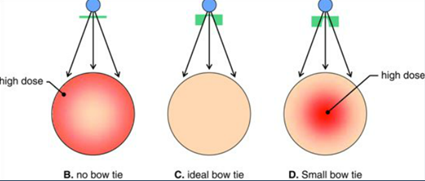 high dose
high dose
B. no bow tie
C. ideal bow tie
D. Small bow tie